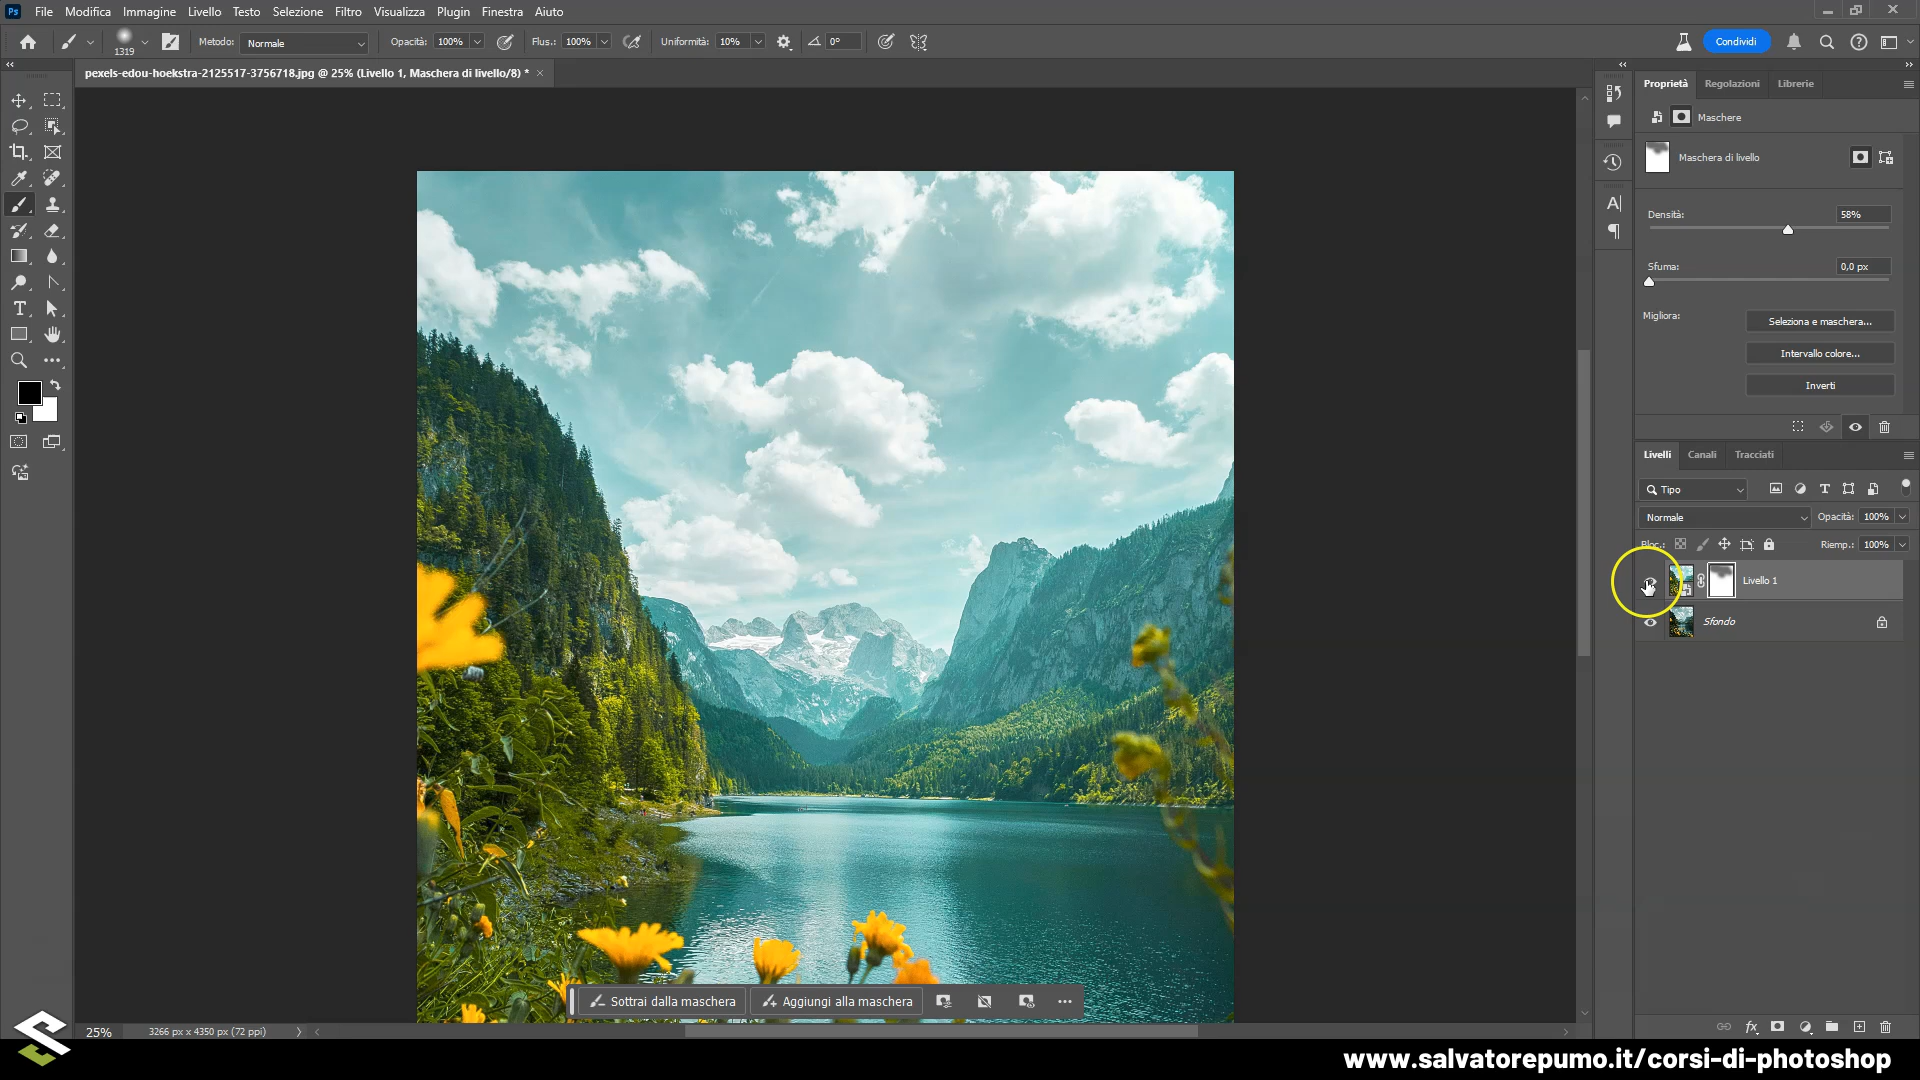 Ps File Modifica Immagine Livello Testo Selezione Filtro Visualizza Plugin Finestra Aiuto
1319 Metodo: Normale Opacità: 100% Flus.: 100% Uniformità: 10% 0° Condividi
pexels-edou-hoekstra-2125517-3756718.jpg @ 25% (Livello 1, Maschera di livello/8) *
Proprietà Regolazioni Librerie
Maschere
Maschera di livello
Densità: 58%
Sfuma: 0,0 px
Migliora: Seleziona e maschera...
Intervallo colore...
Inverti
Livelli Canali Tracciati
Tipo
Normale Opacità: 100%
Bloc.: Riemp.: 100%
Livello 1
Sfondo
Sottrai dalla maschera Aggiungi alla maschera
25% 3266 px x 4350 px (72 ppi)
www.salvatorepumo.it/corsi-di-photoshop